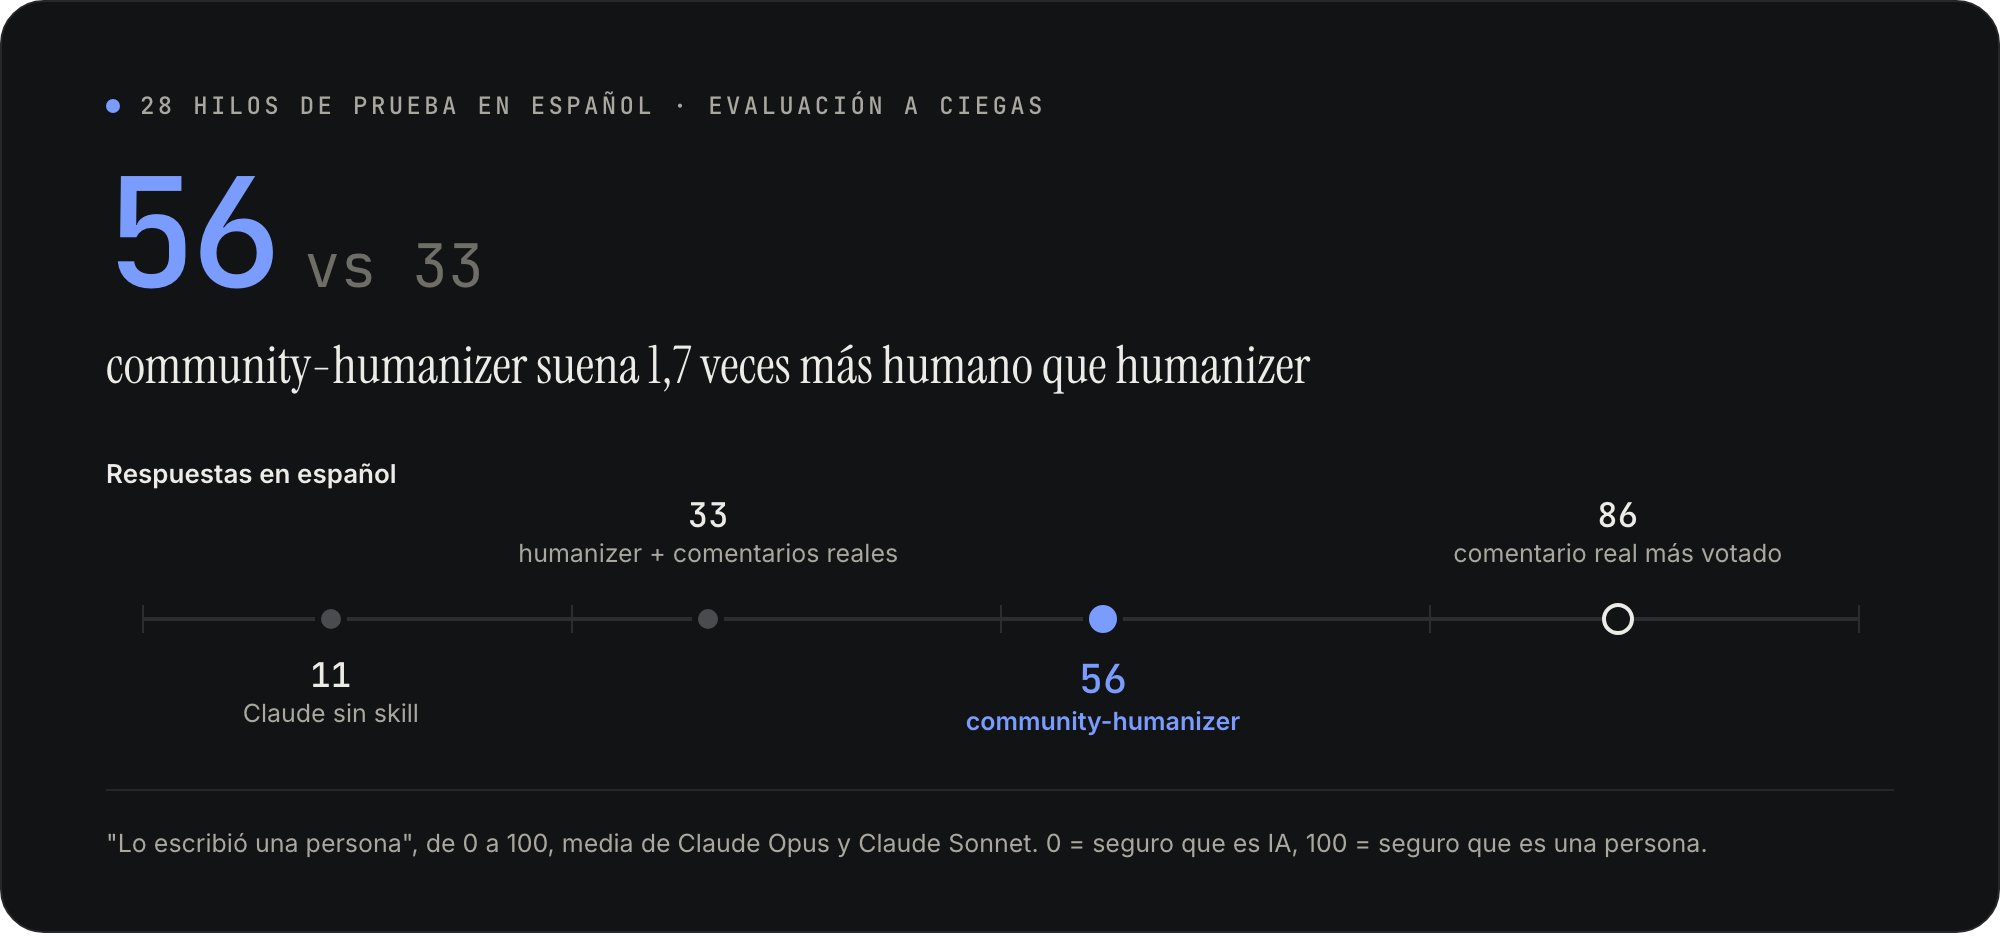 28 HILOS DE PRUEBA EN ESPAÑOL · EVALUACIÓN A CIEGAS
56 vs 33
community-humanizer suena 1,7 veces más humano que humanizer
Respuestas en español
33
humanizer + comentarios reales
86
comentario real más votado
11
Claude sin skill
56
community-humanizer
"Lo escribió una persona", de 0 a 100, media de Claude Opus y Claude Sonnet. 0 = seguro que es IA, 100 = seguro que es una persona.